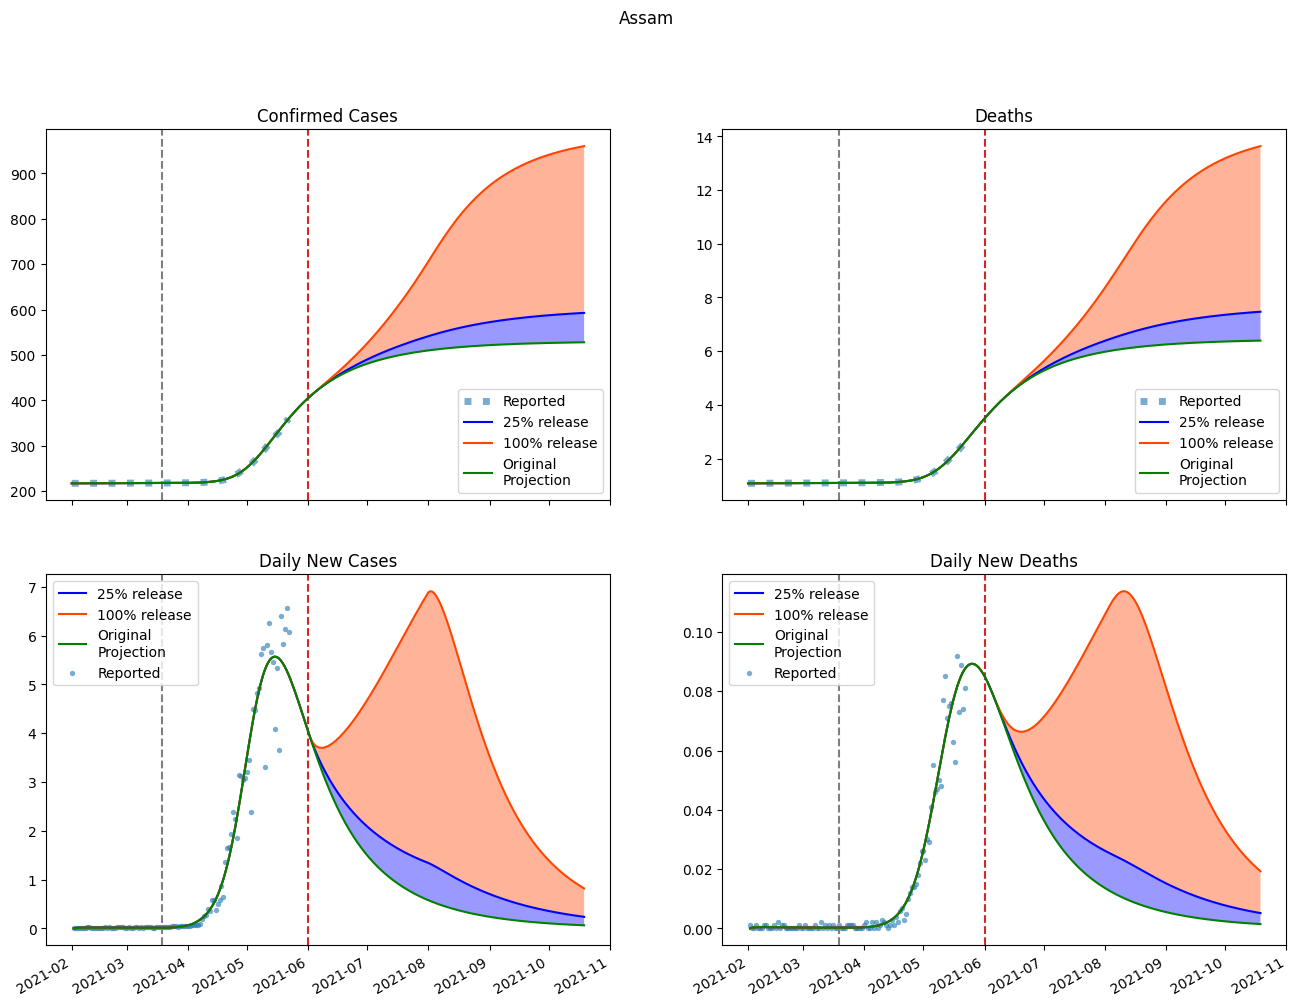 Assam
Confirmed Cases
900
800
700
600
500
400
300
200
Reported
25% release
100% release
Original
Projection
Deaths
14
12
10
8
6
4
2
Reported
25% release
100% release
Original
Projection
Daily New Cases
7
6
5
4
3
2
1
0
25% release
100% release
Original
Projection
Reported
2021-02
2021-03
2021-04
2021-05
2021-06
2021-07
2021-08
2021-09
2021-10
2021-11
Daily New Deaths
0.10
0.08
0.06
0.04
0.02
0.00
25% release
100% release
Original
Projection
Reported
2021-02
2021-03
2021-04
2021-05
2021-06
2021-07
2021-08
2021-09
2021-10
2021-11